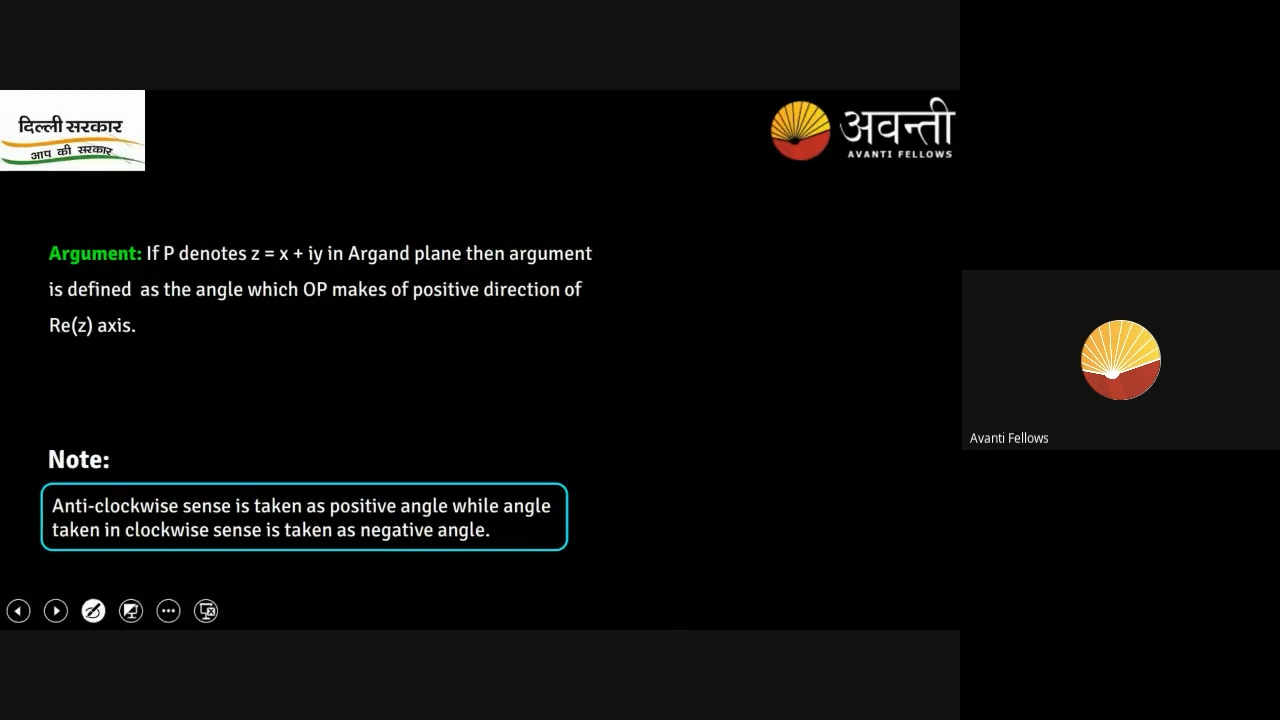 दिल्ली सरकार
आप की सरकार
अवन्ती
AVANTI FELLOWS
Argument: If P denotes z = x + iy in Argand plane then argument
is defined as the angle which OP makes of positive direction of
Re(z) axis.
Note:
Anti-clockwise sense is taken as positive angle while angle
taken in clockwise sense is taken as negative angle.
Avanti Fellows